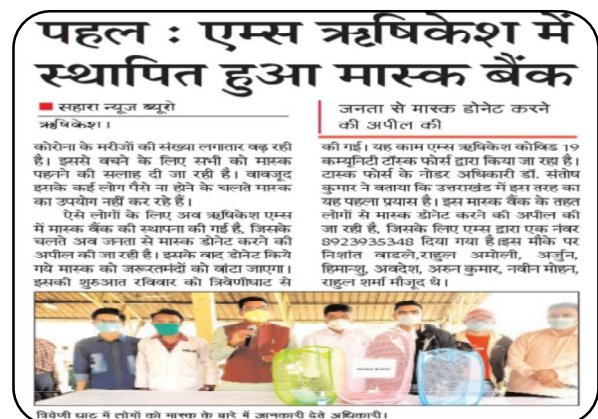 पहल : एम्स ऋषिकेश में
स्थापित हुआ मास्क बैंक
सहारा न्यूज ब्यूरो
ऋषिकेश।
जनता से मास्क डोनेट करने
की अपील की
कोरोना के मरीजों की संख्या लगातार बढ़ रही
है। इससे बचने के लिए सभी को मास्क
पहनने की सलाह दी जा रही है। बावजूद
इसके कई लोग पैसे ना होने के चलते मास्क
का उपयोग नहीं कर रहे हैं।
ऐसे लोगों के लिए अब ऋषिकेश एम्स
में मास्क बैंक की स्थापना की गई है, जिसके
चलते अब जनता से मास्क डोनेट करने की
अपील की जा रही है। इसके बाद डोनेट किये
गये मास्क को जरूरतमंदों को बांटा जाएगा।
इसकी शुरुआत रविवार को त्रिवेणीघाट से
की गई। यह काम एम्स ऋषिकेश कोविड 19
कम्यूनिटी टॉस्क फोर्स द्वारा किया जा रहा है।
टास्क फोर्स के नोडर अधिकारी डॉ. संतोष
कुमार ने बताया कि उत्तराखंड में इस तरह का
यह पहला प्रयास है। इस मास्क बैंक के तहत
लोगों से मास्क डोनेट करने की अपील की
जा रही है, जिसके लिए एम्स द्वारा एक नंबर
8923935348 दिया गया है।इस मौके पर
निशांत वाडले,राहुल अमोली, अर्जुन,
हिमान्शु, अवदेश, अरुन कुमार, नवीन मोहन,
राहुल शर्मा मौजूद थे।
त्रिवेणी घाट में लोगों को मास्क के बारे में जानकारी देते अधिकारी।